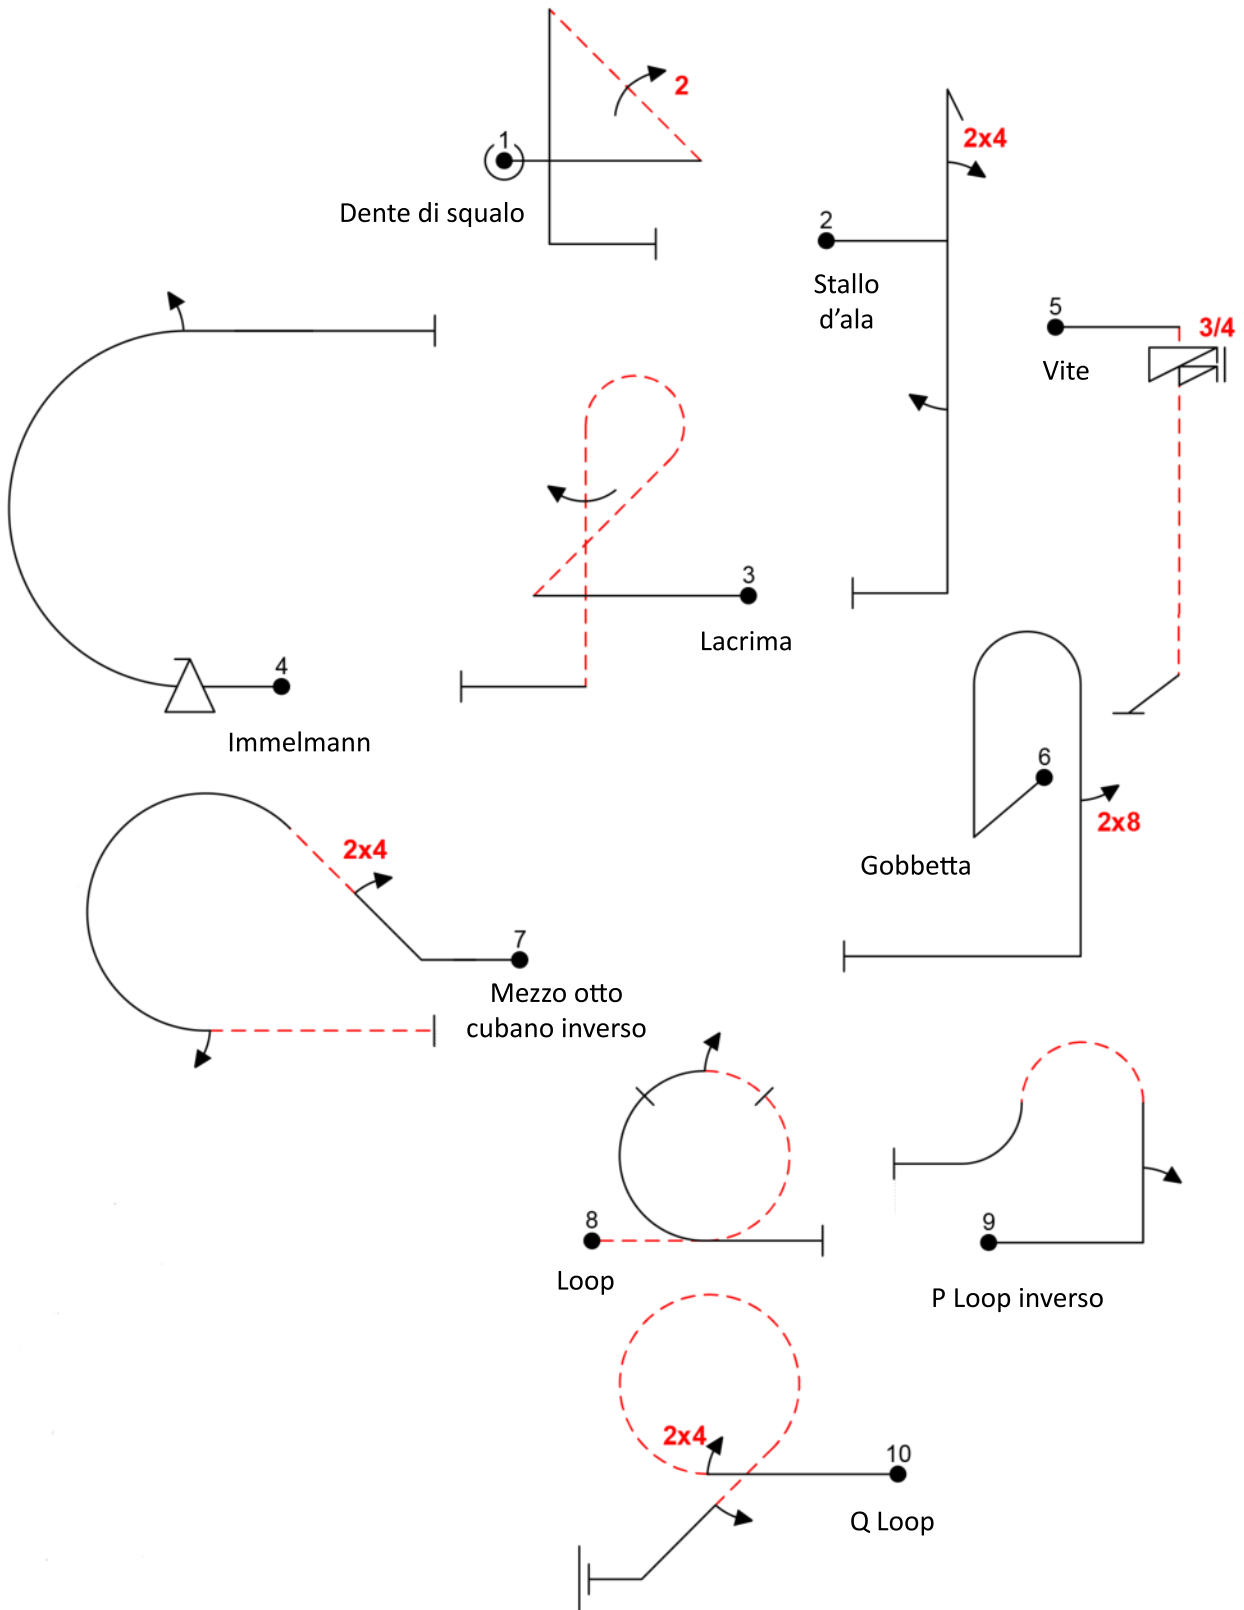 1
2
Dente di squalo
2x4
2
Stallo
d'ala
5
3/4
Vite
3
Lacrima
4
Immelmann
6
2x8
Gobbetta
2x4
7
Mezzo otto
cubano inverso
8
Loop
9
P Loop inverso
2x4
10
Q Loop